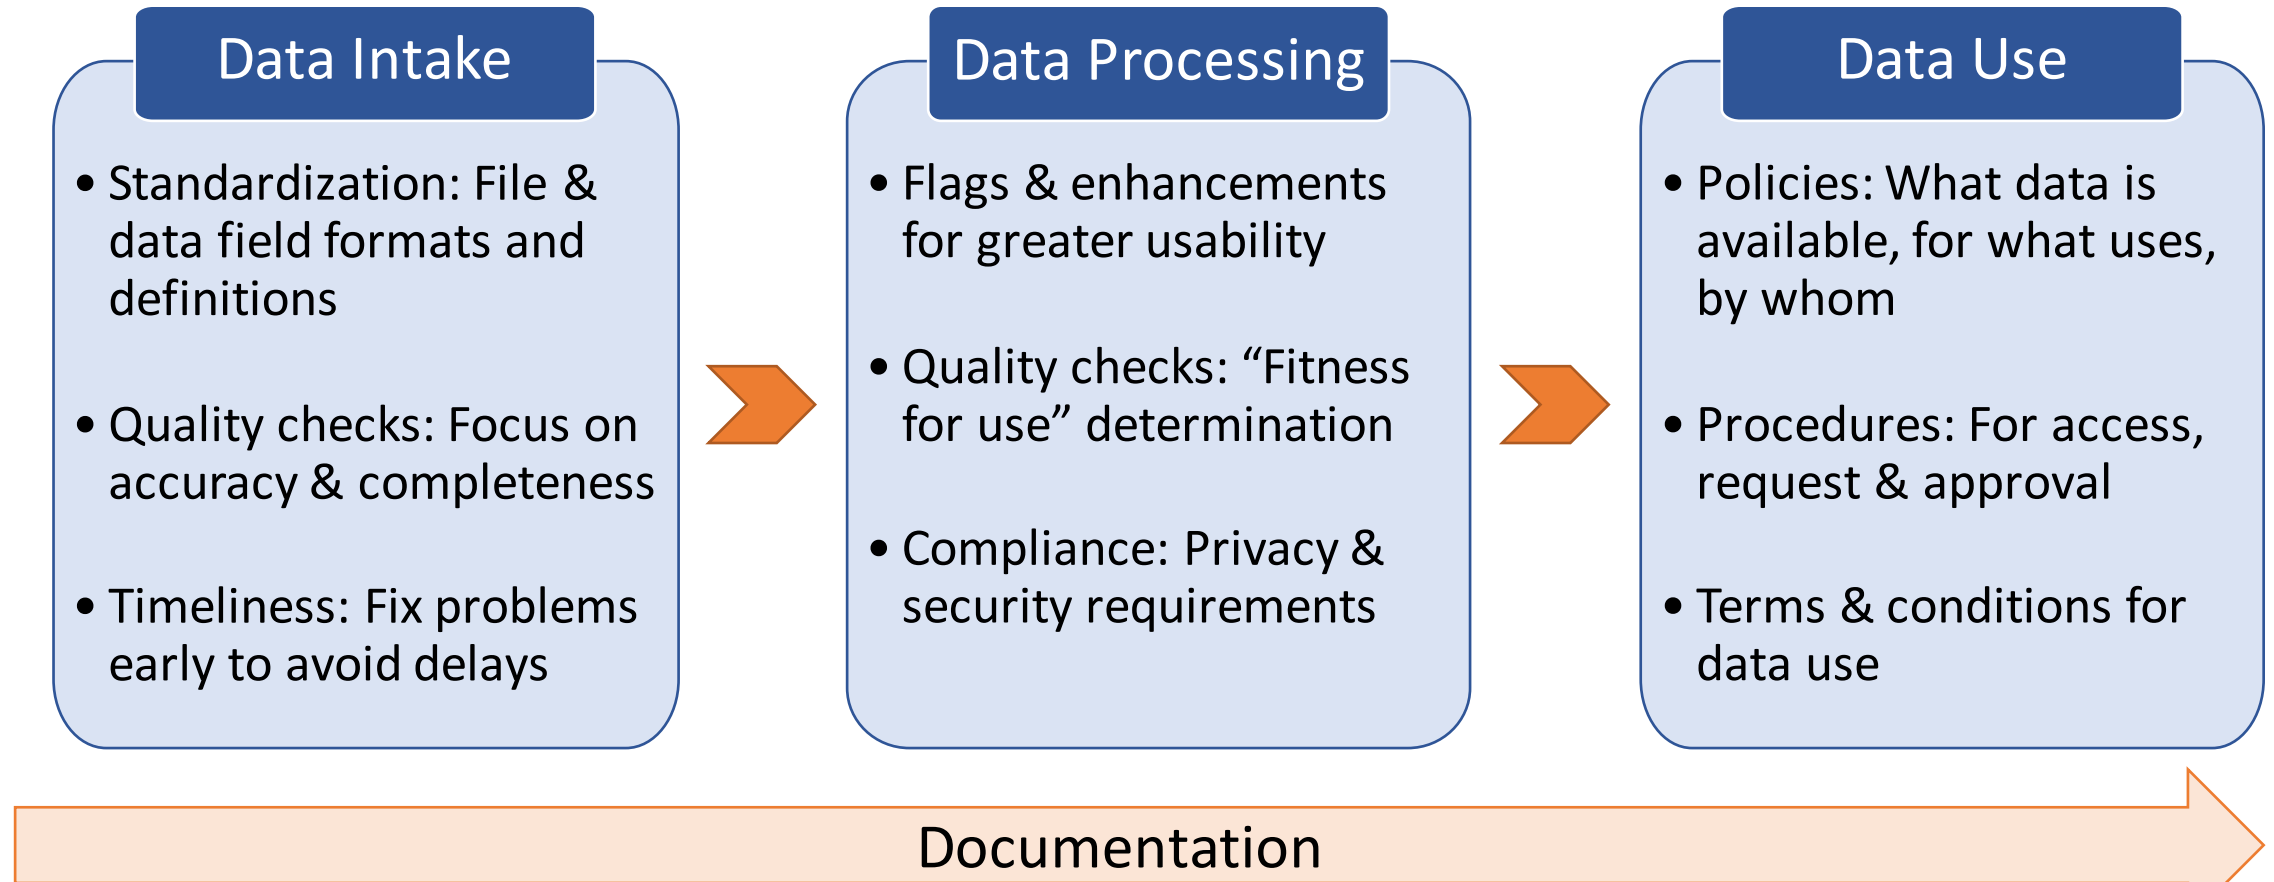 Data Intake
• Standardization: File &
data field formats and
definitions
• Quality checks: Focus on
accuracy & completeness
• Timeliness: Fix problems
early to avoid delays
Data Processing
• Flags & enhancements
for greater usability
• Quality checks: “Fitness
for use” determination
• Compliance: Privacy &
security requirements
Data Use
• Policies: What data is
available, for what uses,
by whom
• Procedures: For access,
request & approval
• Terms & conditions for
data use
Documentation